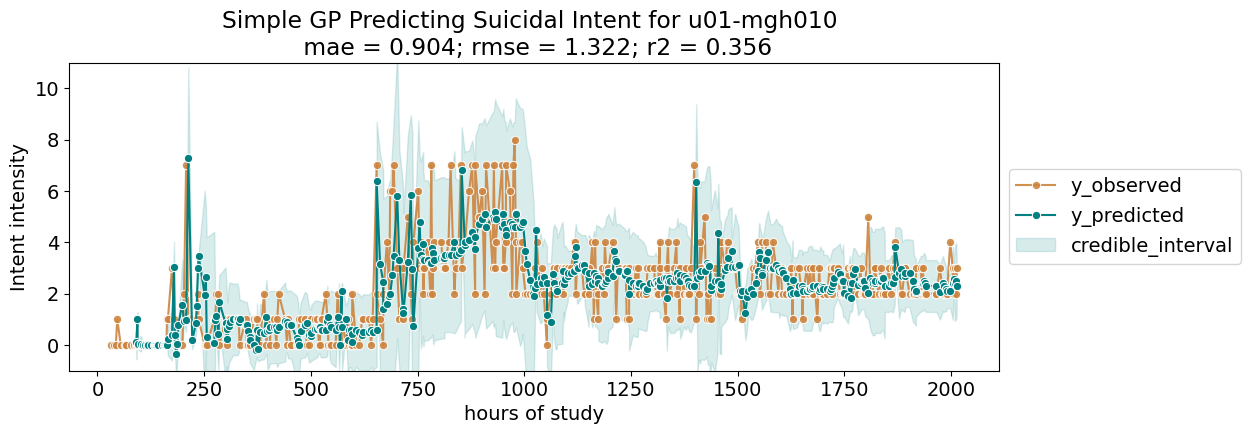 Simple GP Predicting Suicidal Intent for u01-mgh010
mae = 0.904; rmse = 1.322; r2 = 0.356
Intent intensity
10
8
6
4
2
0
0 250 500 750 1000 1250 1500 1750 2000
hours of study
y_observed
y_predicted
credible_interval